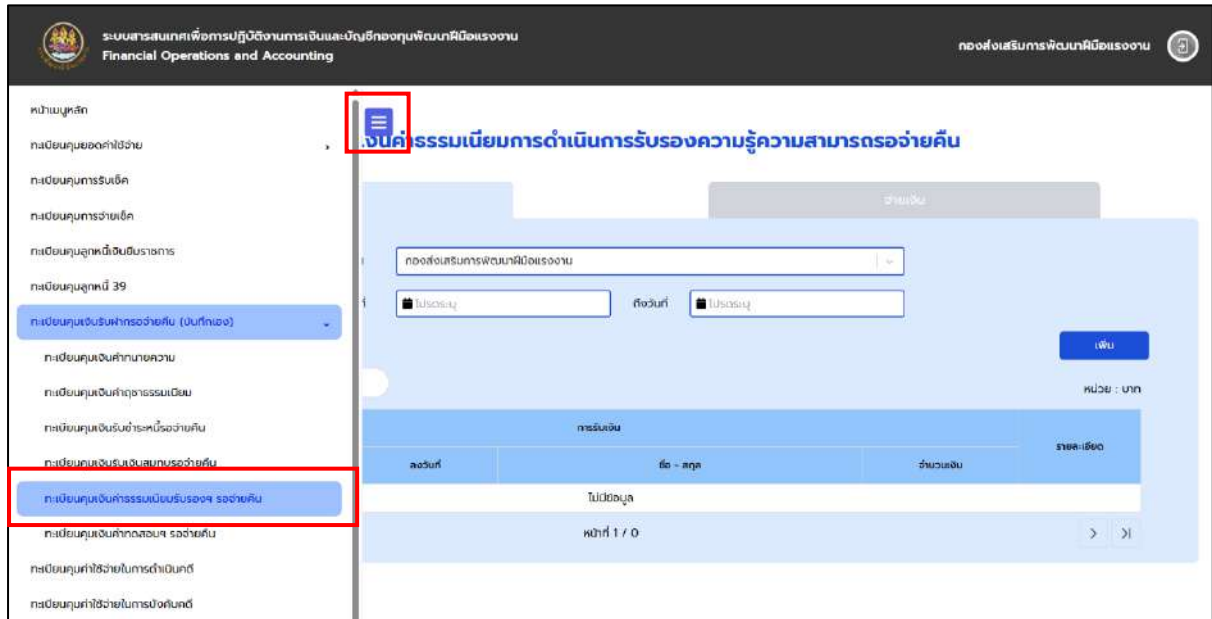 ระบบสารสนเทศเพื่อการปฏิบัติงานการเงินและบัญชีกองทุนพัฒนาฝีมือแรงงาน
Financial Operations and Accounting
กองส่งเสริมการพัฒนาฝีมือแรงงาน
หน้าเมนูหลัก
ทะเบียนคุมยอดค่าใช้จ่าย
ทะเบียนคุมการรับเช็ค
ทะเบียนคุมการจ่ายเช็ค
ทะเบียนคุมลูกหนี้เงินยืมราชการ
ทะเบียนคุมลูกหนี้ 39
ทะเบียนคุมเงินรับฝากรอจ่ายคืน (บันทึกเอง)
ทะเบียนคุมเงินค่าทนายความ
ทะเบียนคุมเงินค่าฤชาธรรมเนียม
ทะเบียนคุมเงินรับชำระหนี้รอจ่ายคืน
ทะเบียนคุมเงินรับเงินสมทบรอจ่ายคืน
ทะเบียนคุมเงินค่าธรรมเนียมรับรองฯ รอจ่ายคืน
ทะเบียนคุมเงินค่าทดสอบฯ รอจ่ายคืน
ทะเบียนคุมค่าใช้จ่ายในการดำเนินคดี
ทะเบียนคุมค่าใช้จ่ายในการบังคับคดี
งินค่าธรรมเนียมการดำเนินการรับรองความรู้ความสามารถรอจ่ายคืน
จ่ายเงิน
กองส่งเสริมการพัฒนาฝีมือแรงงาน
โปรดระบุ ถึงวันที่ โปรดระบุ
เพิ่ม
หน่วย : บาท
การรับเงิน รายละเอียด
ลงวันที่ ชื่อ - สกุล จำนวนเงิน
ไม่มีข้อมูล
หน้าที่ 1 / 0